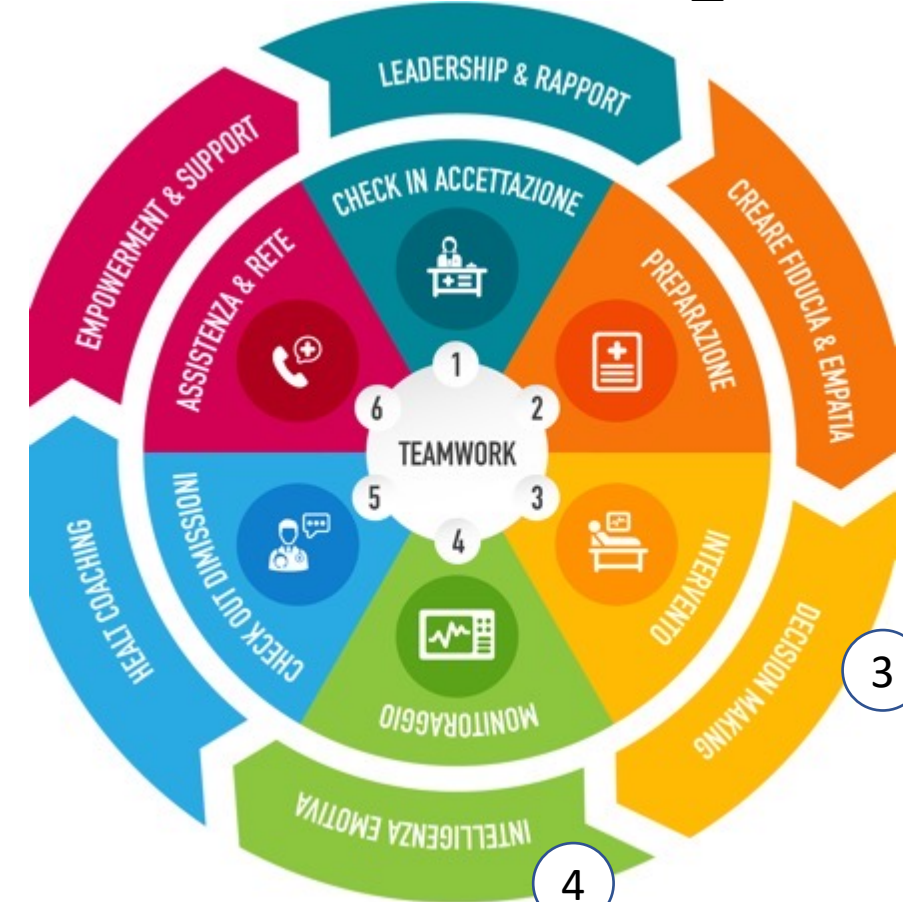 LEADERSHIP & RAPPORT
CREARE FIDUCIA & EMPATIA
DECISION MAKING
INTELLIGENZA EMOTIVA
HEALT COACHING
EMPOWERMENT & SUPPORT
CHECK IN ACCETTAZIONE
PREPARAZIONE
INTERVENTO
MONITORAGGIO
CHECK OUT DIMISSIONI
ASSISTENZA & RETE
1
2
3
4
5
6
TEAMWORK
3
4